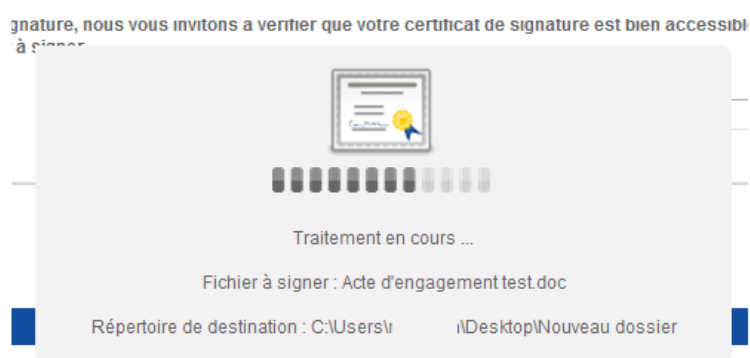 gnature, nous vous invitons à vérifier que votre certificat de signature est bien accessibl
à signer
Traitement en cours ...
Fichier à signer : Acte d'engagement test.doc
Répertoire de destination : C:\Users\ \Desktop\Nouveau dossier